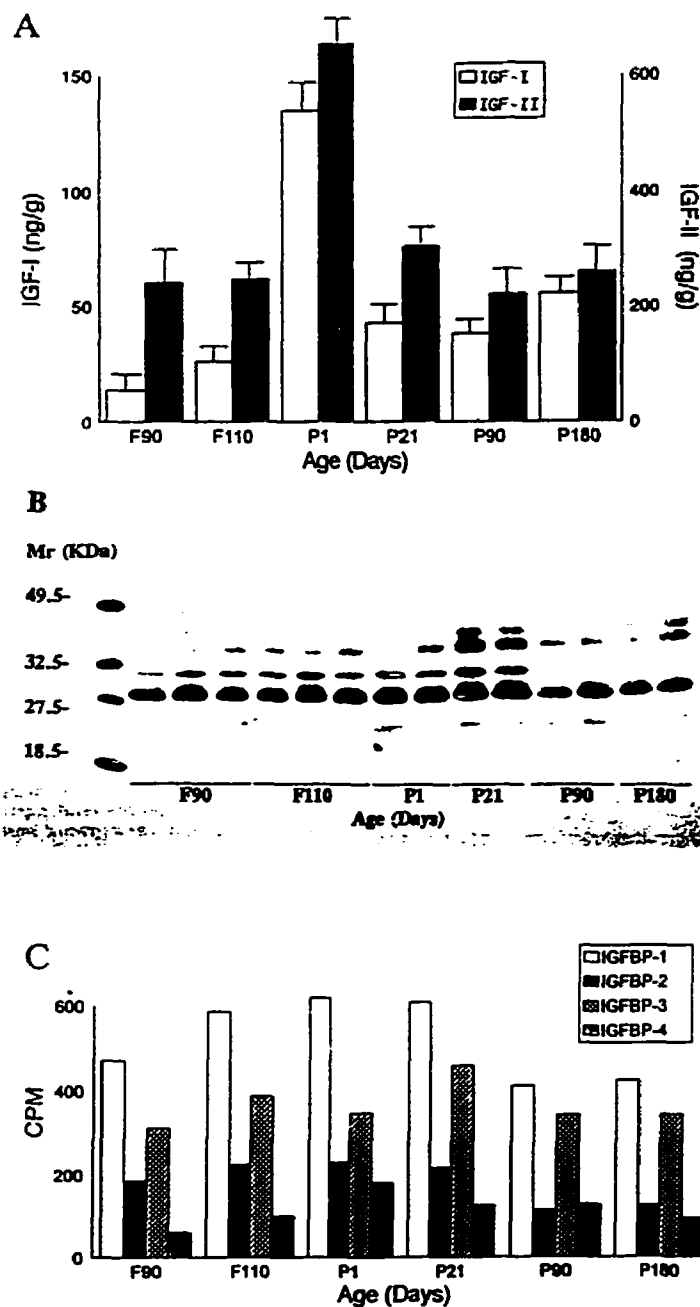 A
IGF-I
IGF-II
150
100
50
0
600
400
200
0
IGF-I (ng/g)
IGF-II (ng/g)
F90 F110 P1 P21 P90 P180
Age (Days)
B
Mr (KDa)
49.5-
32.5-
27.5-
18.5-
F90 F110 P1 P21 P90 P180
Age (Days)
C
IGFBP-1
IGFBP-2
IGFBP-3
IGFBP-4
600
400
200
0
CPM
F90 F110 P1 P21 P90 P180
Age (Days)